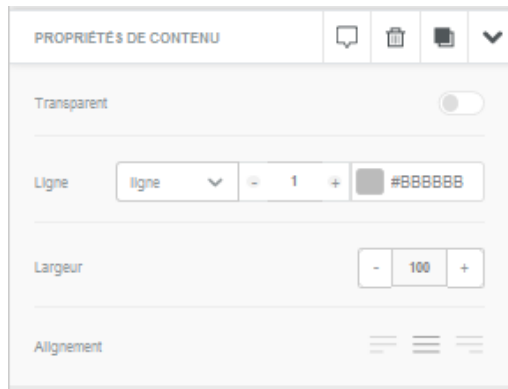 PROPRIÉTÉS DE CONTENU
Transparent
Ligne ligne - 1 + #BBBBBB
Largeur - 100 +
Alignement